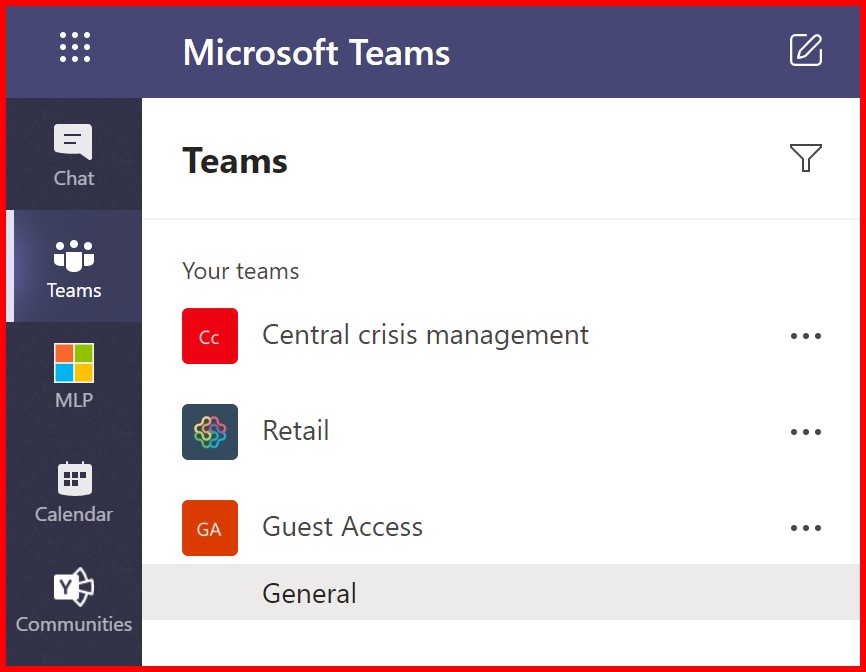 Microsoft Teams
Chat
Teams
MLP
Calendar
Communities
Teams
Your teams
Cc Central crisis management
Retail
GA Guest Access
General